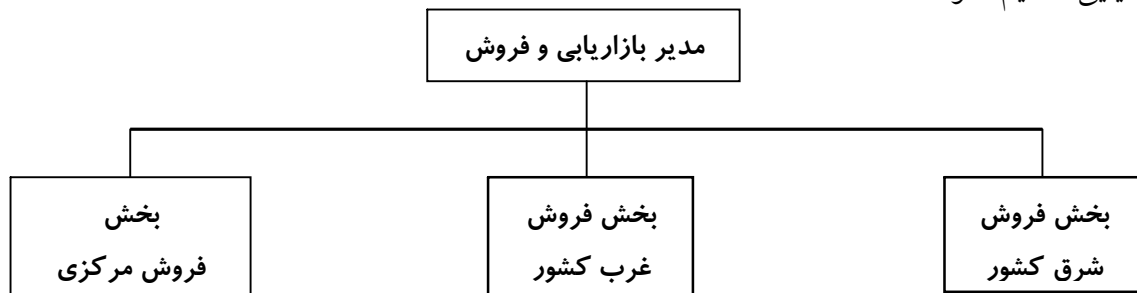 مدیر بازاریابی و فروش
بخش فروش
شرق کشور
بخش فروش
غرب کشور
بخش
فروش مرکزی